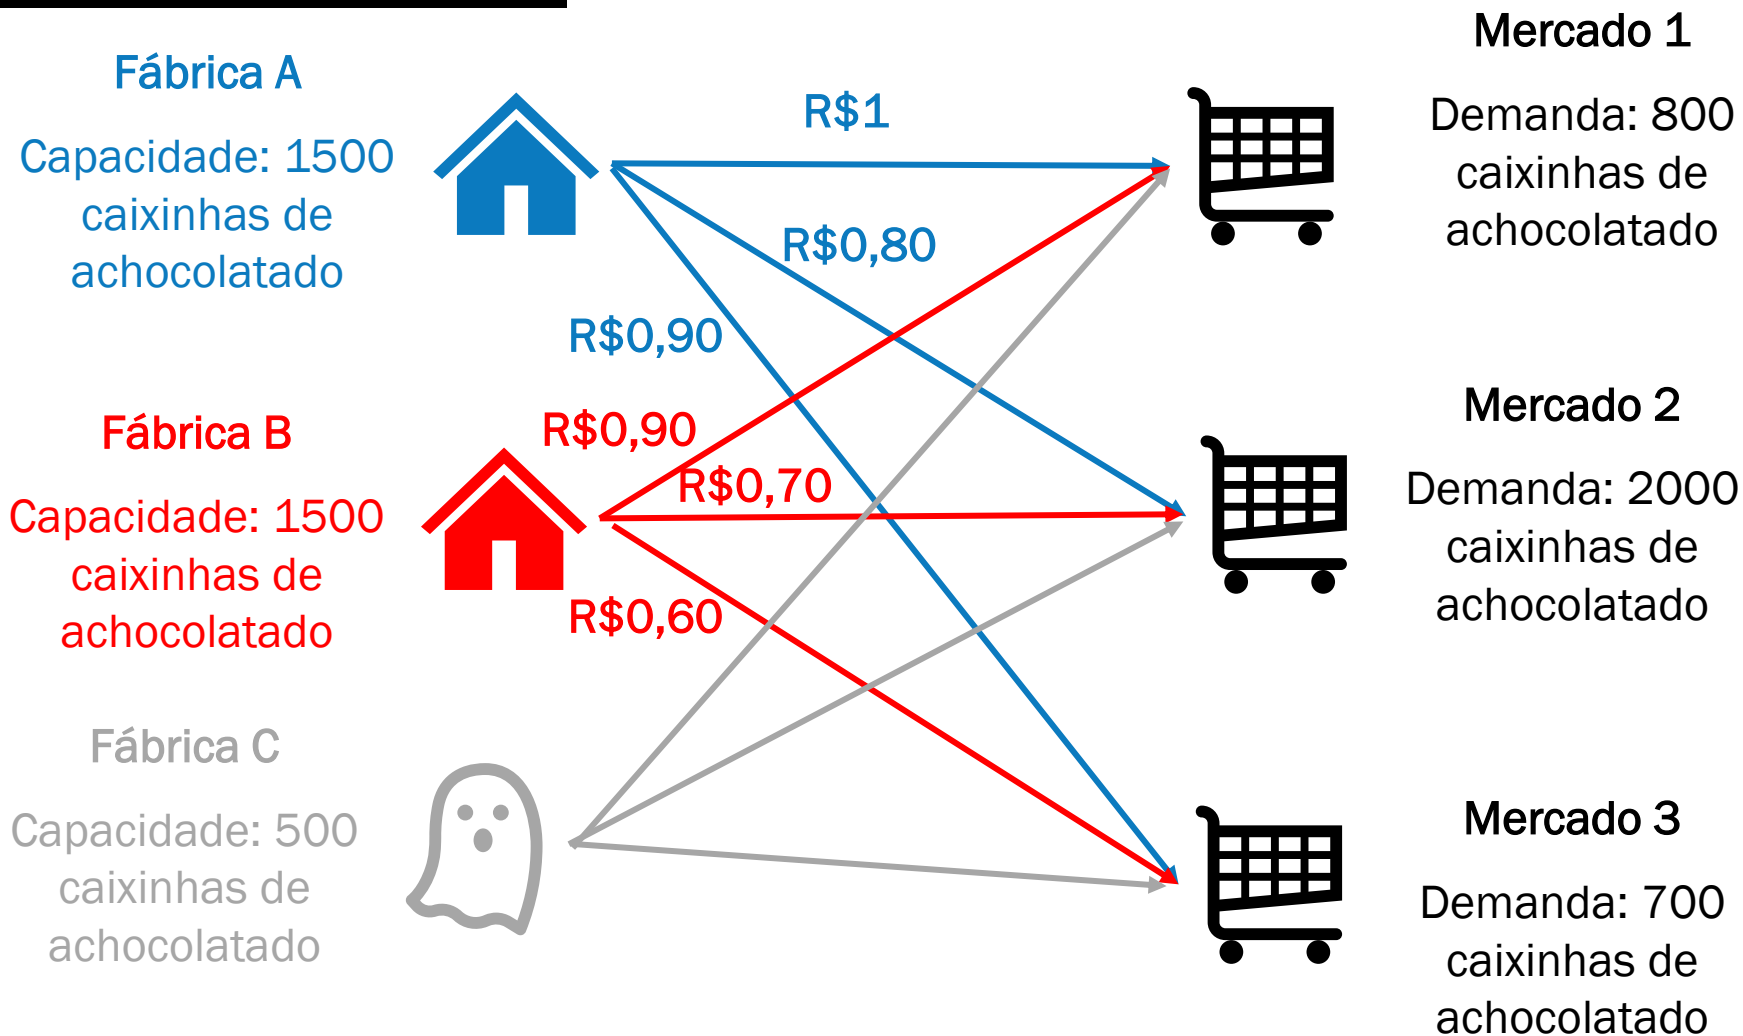 Fábrica A
Capacidade: 1500
caixinhas de
achocolatado
R$1
R$0,80
R$0,90
Mercado 1
Demanda: 800
caixinhas de
achocolatado
Fábrica B
Capacidade: 1500
caixinhas de
achocolatado
R$0,90
R$0,70
R$0,60
Mercado 2
Demanda: 2000
caixinhas de
achocolatado
Fábrica C
Capacidade: 500
caixinhas de
achocolatado
Mercado 3
Demanda: 700
caixinhas de
achocolatado